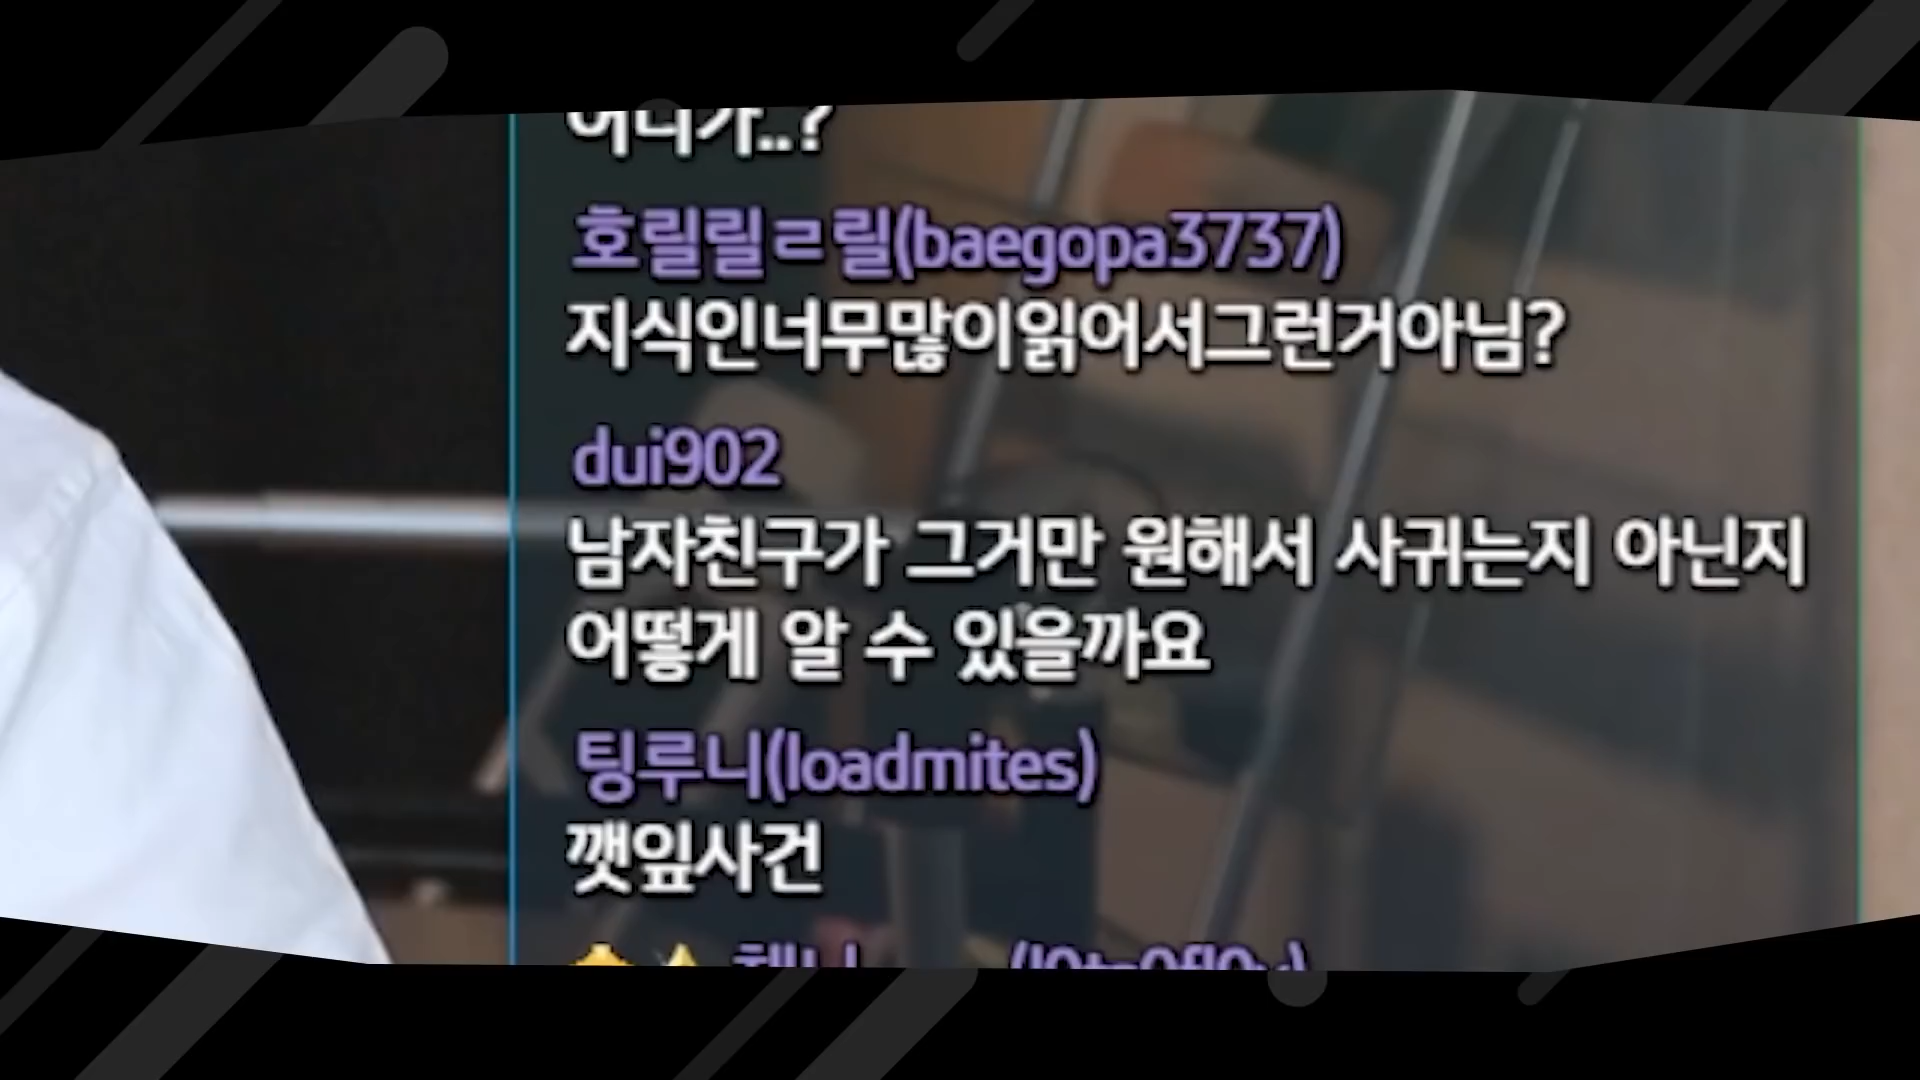 어디가..?
호릴릴ㄹ릴(baegopa3737)
지식인너무많이읽어서그런거아님?
dui902
남자친구가 그거만 원해서 사귀는지 아닌지
어떻게 알 수 있을까요
팅루니(loadmites)
깻잎사건